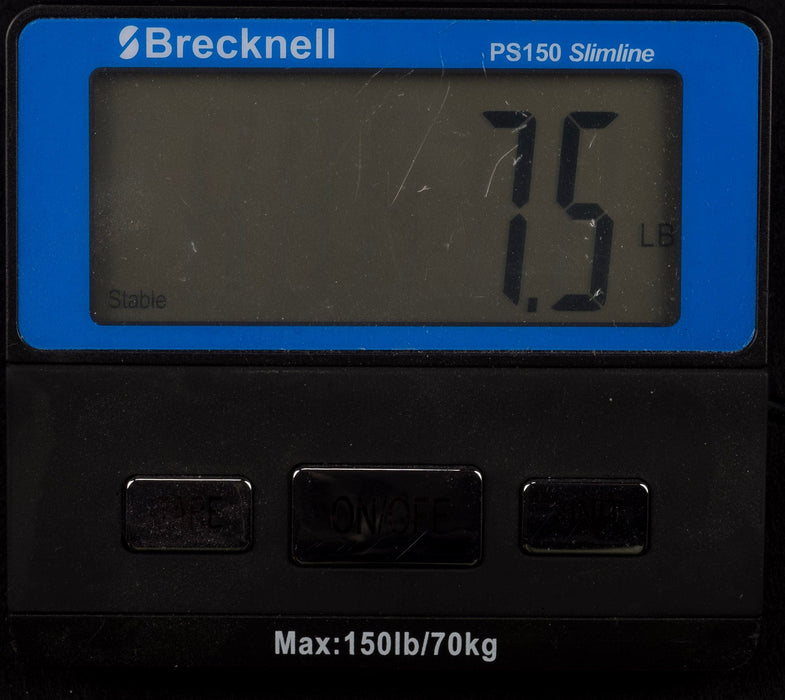 Brecknell
PS150 Slimline
7.5
LB
Stable
ON/OFF
Max:150lb/70kg